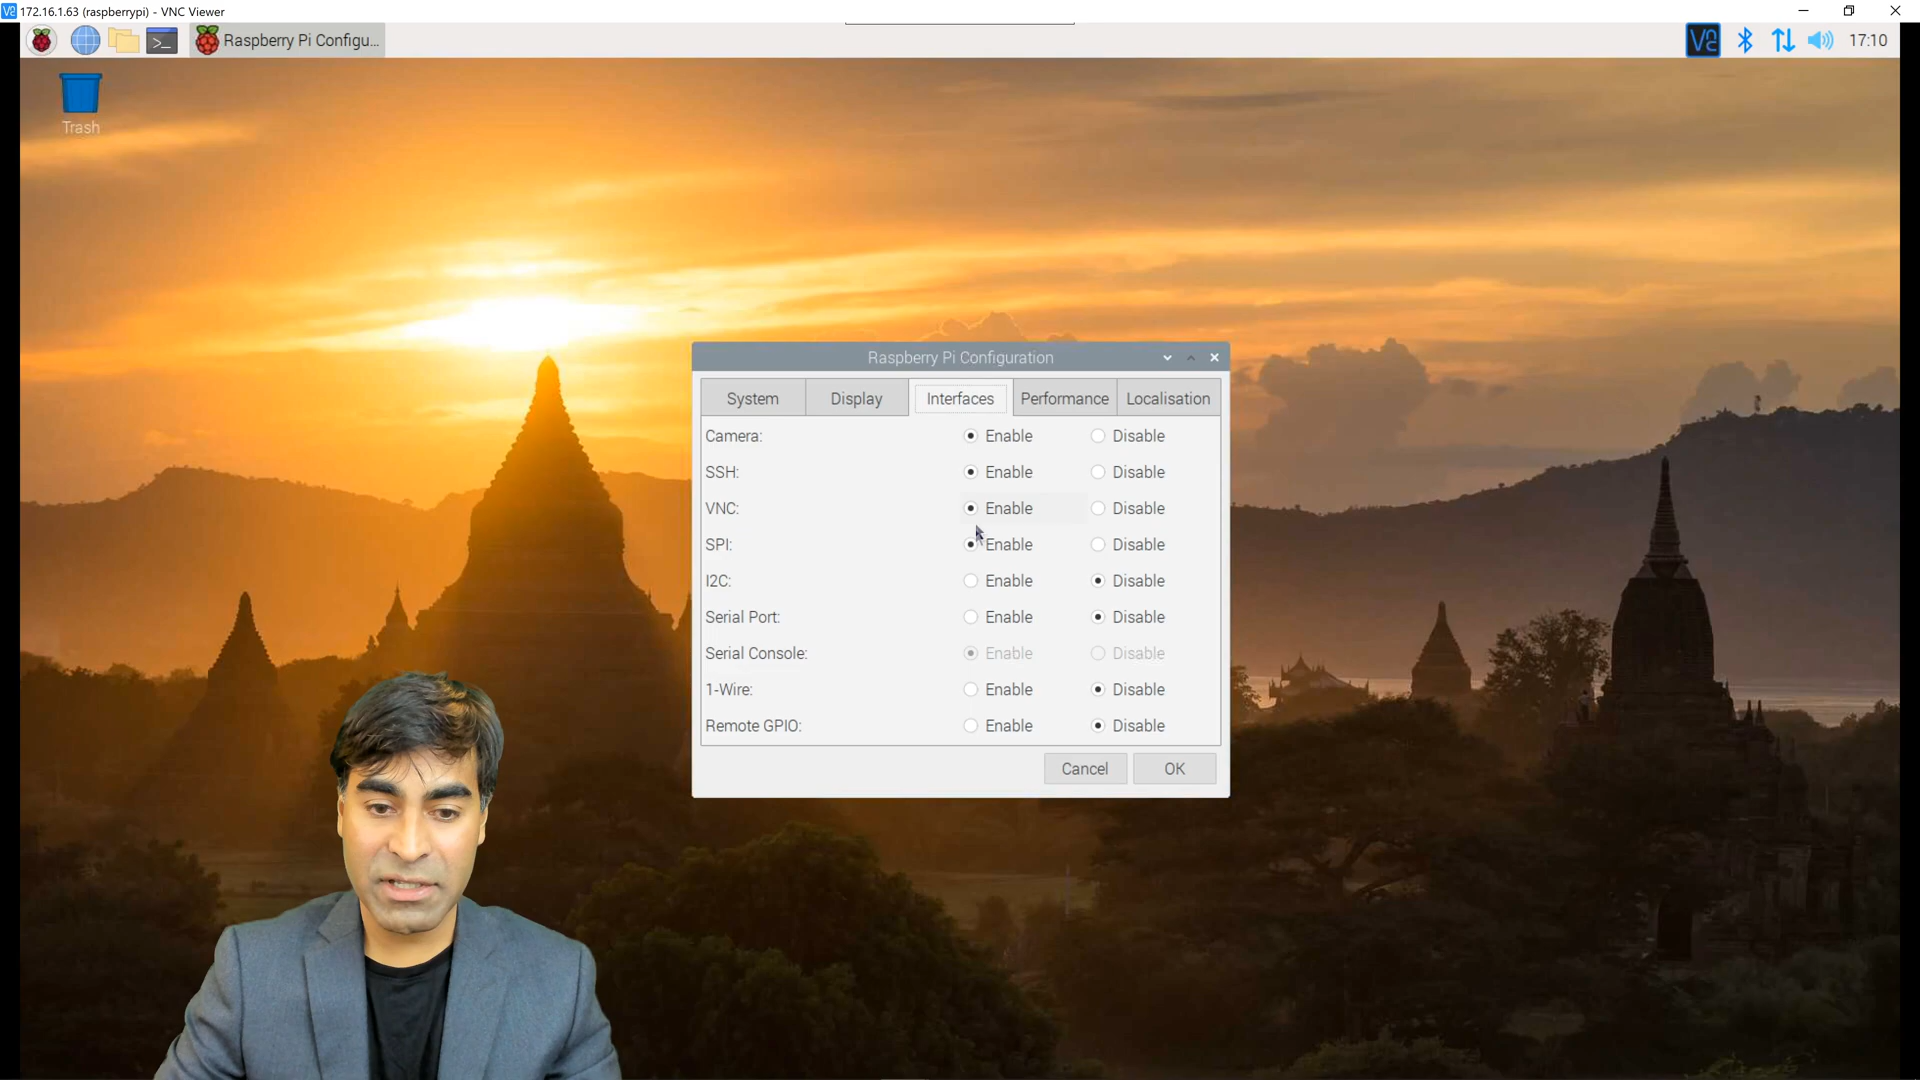 172.16.1.63 (raspberrypi) - VNC Viewer
Raspberry Pi Configu...
17:10
Trash
Raspberry Pi Configuration
System Display Interfaces Performance Localisation
Camera: Enable Disable
SSH: Enable Disable
VNC: Enable Disable
SPI: Enable Disable
I2C: Enable Disable
Serial Port: Enable Disable
Serial Console: Enable Disable
1-Wire: Enable Disable
Remote GPIO: Enable Disable
Cancel OK